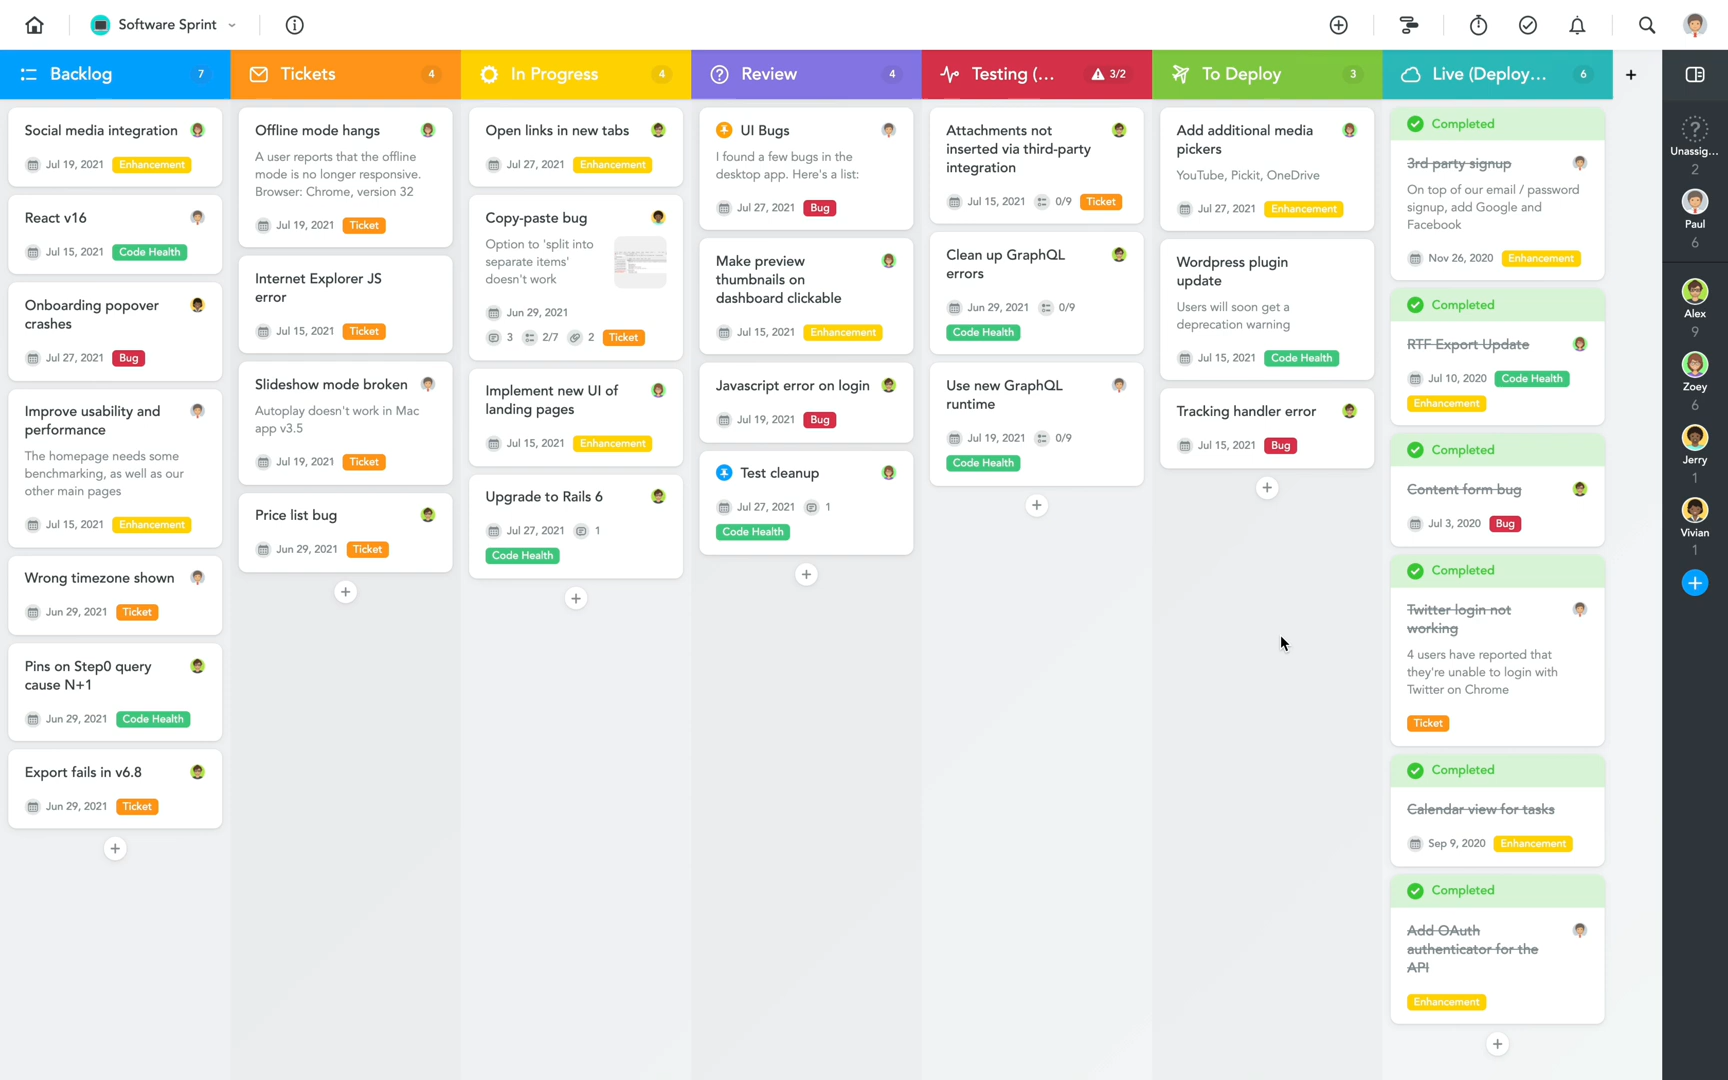 Software Sprint
Backlog 7
Social media integration
Jul 19, 2021 Enhancement
React v16
Jul 15, 2021 Code Health
Onboarding popover
crashes
Jul 27, 2021 Bug
Improve usability and
performance
The homepage needs some
benchmarking, as well as our
other main pages
Jul 15, 2021 Enhancement
Wrong timezone shown
Jun 29, 2021 Ticket
Pins on Step0 query
cause N+1
Jun 29, 2021 Code Health
Export fails in v6.8
Jun 29, 2021 Ticket
Tickets 4
Offline mode hangs
A user reports that the offline
mode is no longer responsive.
Browser: Chrome, version 32
Jul 19, 2021 Ticket
Internet Explorer JS
error
Jul 15, 2021 Ticket
Slideshow mode broken
Autoplay doesn't work in Mac
app v3.5
Jul 19, 2021 Ticket
Price list bug
Jun 29, 2021 Ticket
In Progress 4
Open links in new tabs
Jul 27, 2021 Enhancement
Copy-paste bug
Option to 'split into
separate items'
doesn't work
Jun 29, 2021
3 2/7 2 Ticket
Implement new UI of
landing pages
Jul 15, 2021 Enhancement
Upgrade to Rails 6
Jul 27, 2021 1
Code Health
Review 4
UI Bugs
I found a few bugs in the
desktop app. Here's a list:
Jul 27, 2021 Bug
Make preview
thumbnails on
dashboard clickable
Jul 15, 2021 Enhancement
Javascript error on login
Jul 19, 2021 Bug
Test cleanup
Jul 27, 2021 1
Code Health
Testing (... 3/2
Attachments not
inserted via third-party
integration
Jul 15, 2021 0/9 Ticket
Clean up GraphQL
errors
Jun 29, 2021 0/9
Code Health
Use new GraphQL
runtime
Jul 19, 2021 0/9
Code Health
To Deploy 3
Add additional media
pickers
YouTube, Pickit, OneDrive
Jul 27, 2021 Enhancement
Wordpress plugin
update
Users will soon get a
deprecation warning
Jul 15, 2021 Code Health
Tracking handler error
Jul 15, 2021 Bug
Live (Deploy... 6
Completed
3rd party signup
On top of our email / password
signup, add Google and
Facebook
Nov 26, 2020 Enhancement
Completed
RTF Export Update
Jul 10, 2020 Code Health
Enhancement
Completed
Content form bug
Jul 3, 2020 Bug
Completed
Twitter login not
working
4 users have reported that
they're unable to login with
Twitter on Chrome
Ticket
Completed
Calendar view for tasks
Sep 9, 2020 Enhancement
Completed
Add OAuth
authenticator for the
API
Enhancement
Unassig...
2
Paul
6
Alex
9
Zoey
6
Jerry
1
Vivian
1